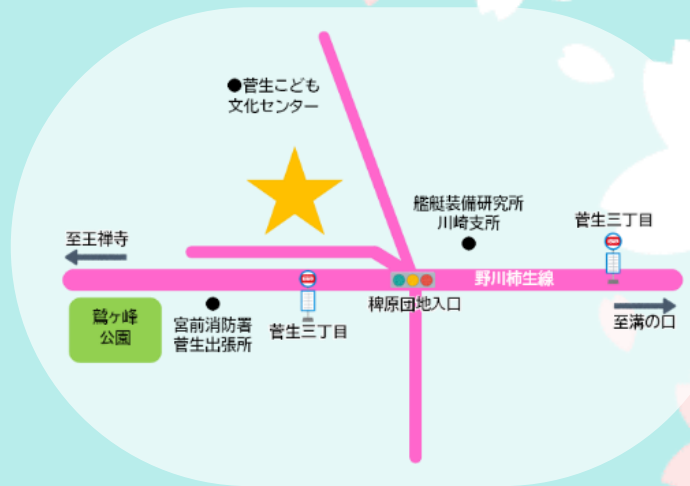 ●菅生こども
文化センター
艦艇装備研究所
川崎支所
菅生三丁目
至王禅寺
野川柿生線
鷲ヶ峰
公園
宮前消防署
菅生出張所
菅生三丁目
稗原団地入口
至溝の口